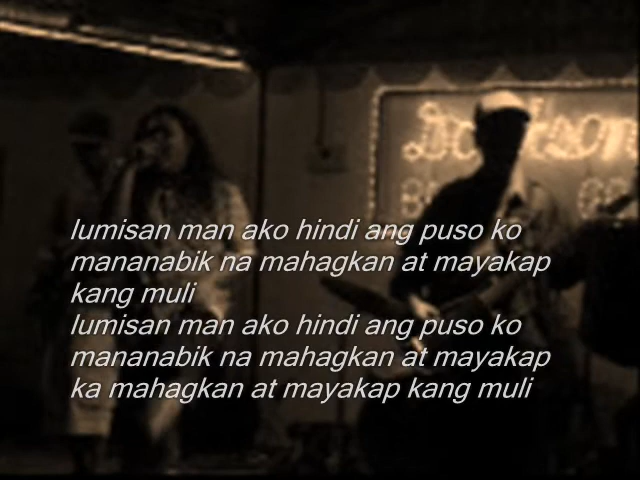 lumisan man ako hindi ang puso ko
mananabik na mahagkan at mayakap
kang muli
lumisan man ako hindi ang puso ko
mananabik na mahagkan at mayakap
ka mahagkan at mayakap kang muli